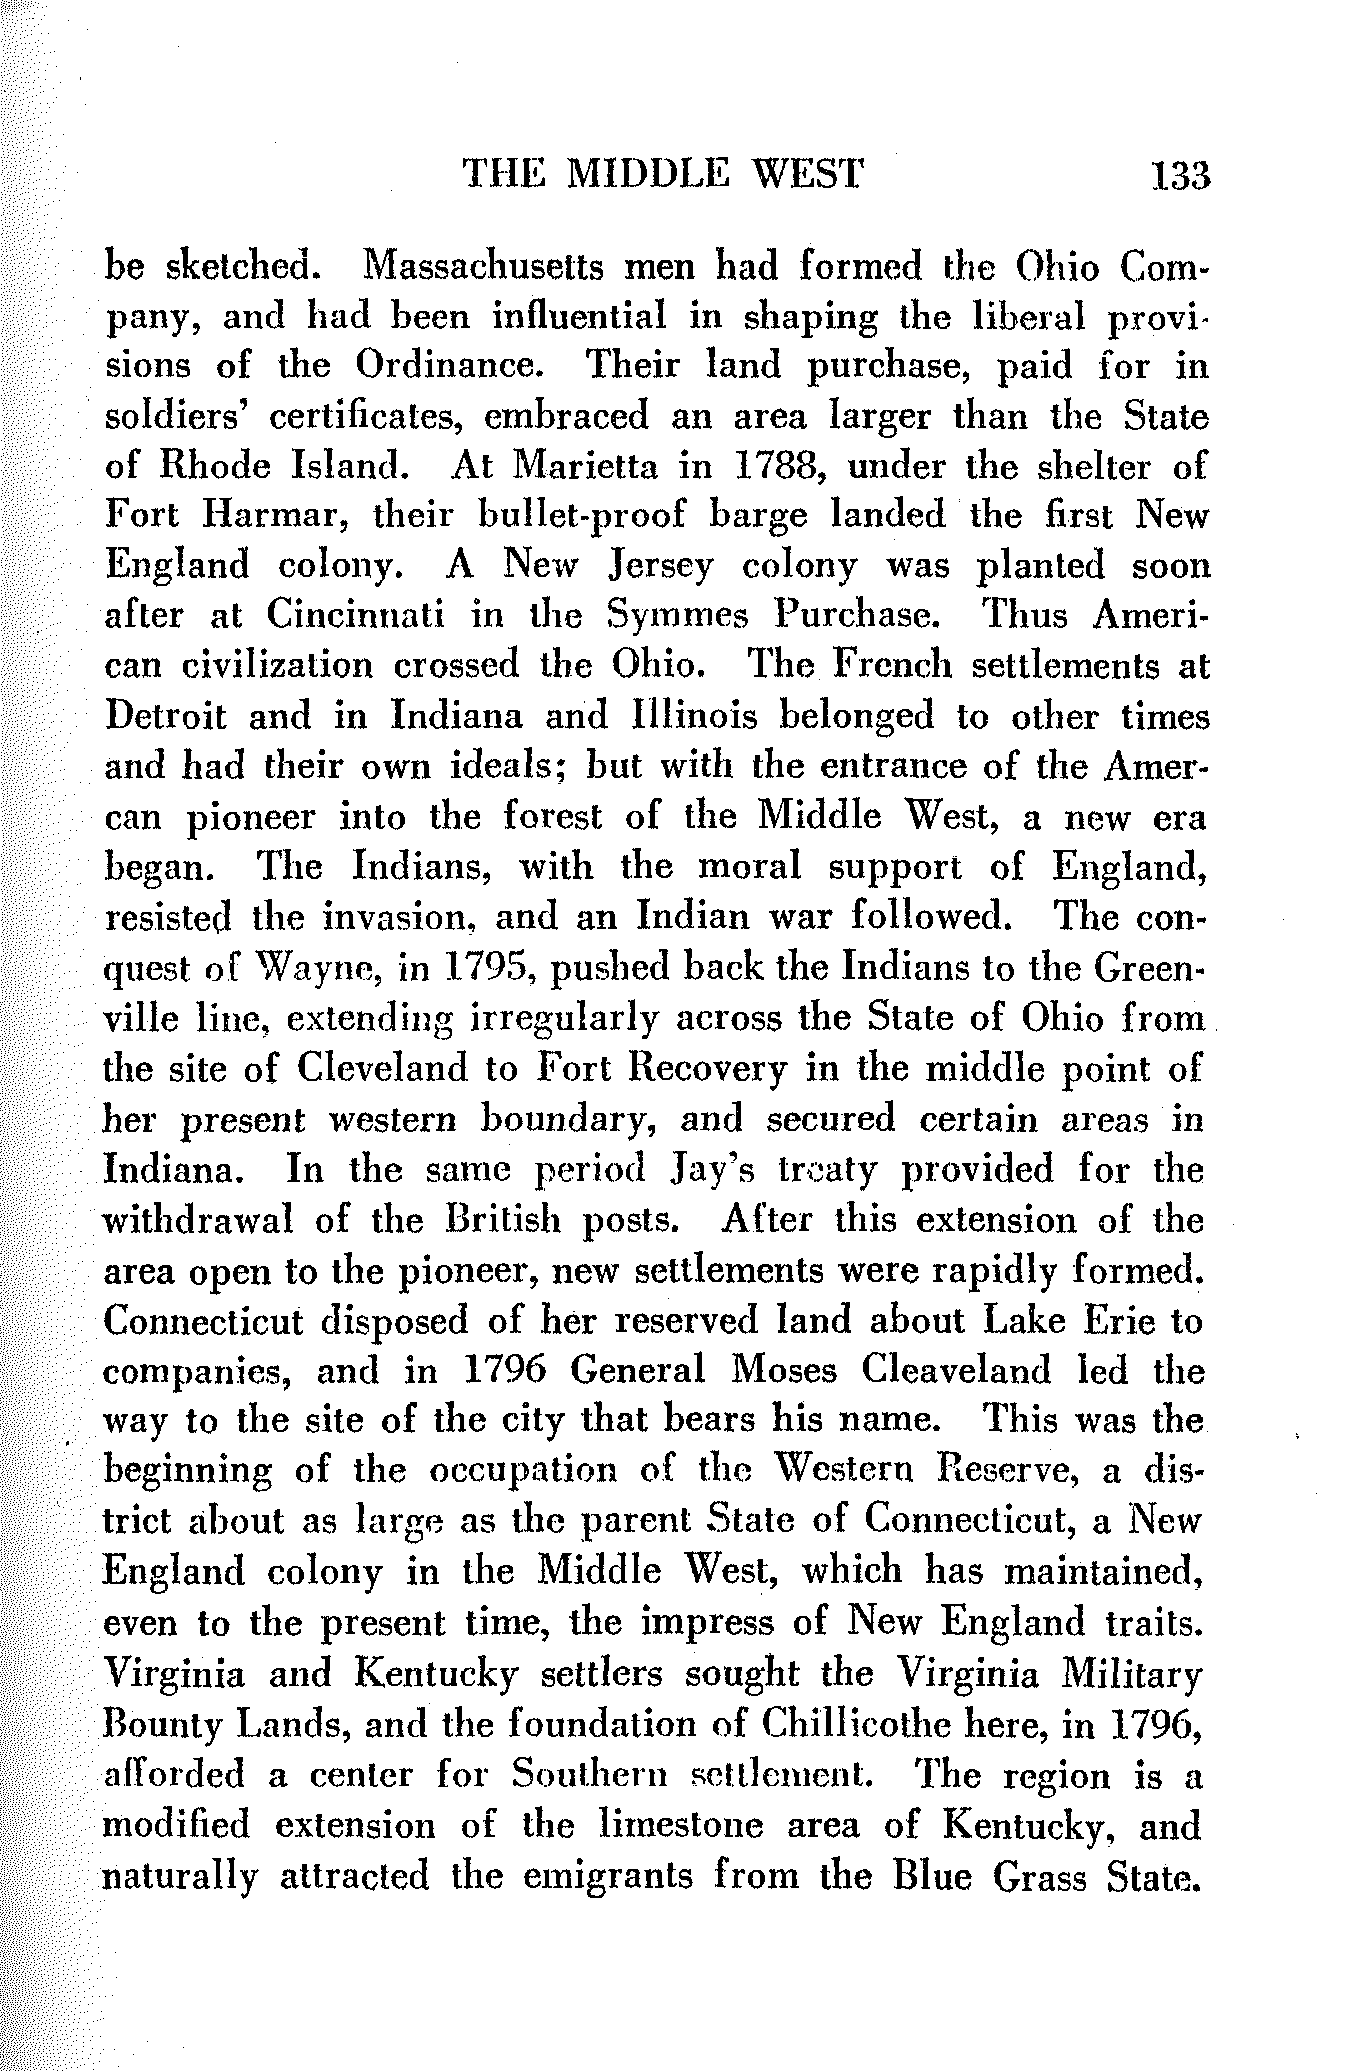 THE MIDDLE WEST 133
be sketched. Massachusetts men had formed the Ohio Com-
pany, and had been influential in shaping the liberal provi-
sions of the Ordinance. Their land purchase, paid for in
soldiers' certificates, embraced an area larger than the State
of Rhode Island. At Marietta in 1788, under the shelter of
Fort Harmar, their bullet-proof barge landed the first New
England colony. A New Jersey colony was planted soon
after at Cincinnati in the Symmes Purchase. Thus Ameri-
can civilization crossed the Ohio. The French settlements at
Detroit and in Indiana and Illinois belonged to other times
and had their own ideals; but with the entrance of the Amer-
can pioneer into the forest of the Middle West, a new era
began. The Indians, with the moral support of England,
resisted the invasion, and an Indian war followed. The con-
quest of Wayne, in 1795, pushed back the Indians to the Green-
ville line, extending irregularly across the State of Ohio from
the site of Cleveland to Fort Recovery in the middle point of
her present western boundary, and secured certain areas in
Indiana. In the same period Jay's treaty provided for the
withdrawal of the British posts. After this extension of the
area open to the pioneer, new settlements were rapidly formed.
Connecticut disposed of her reserved land about Lake Erie to
companies, and in 1796 General Moses Cleaveland led the
way to the site of the city that bears his name. This was the
beginning of the occupation of the Western Reserve, a dis-
trict about as large as the parent State of Connecticut, a New
England colony in the Middle West, which has maintained,
even to the present time, the impress of New England traits.
Virginia and Kentucky settlers sought the Virginia Military
Bounty Lands, and the foundation of Chillicothe here, in 1796,
afforded a center for Southern settlement. The region is a
modified extension of the limestone area of Kentucky, and
naturally attracted the emigrants from the Blue Grass State.